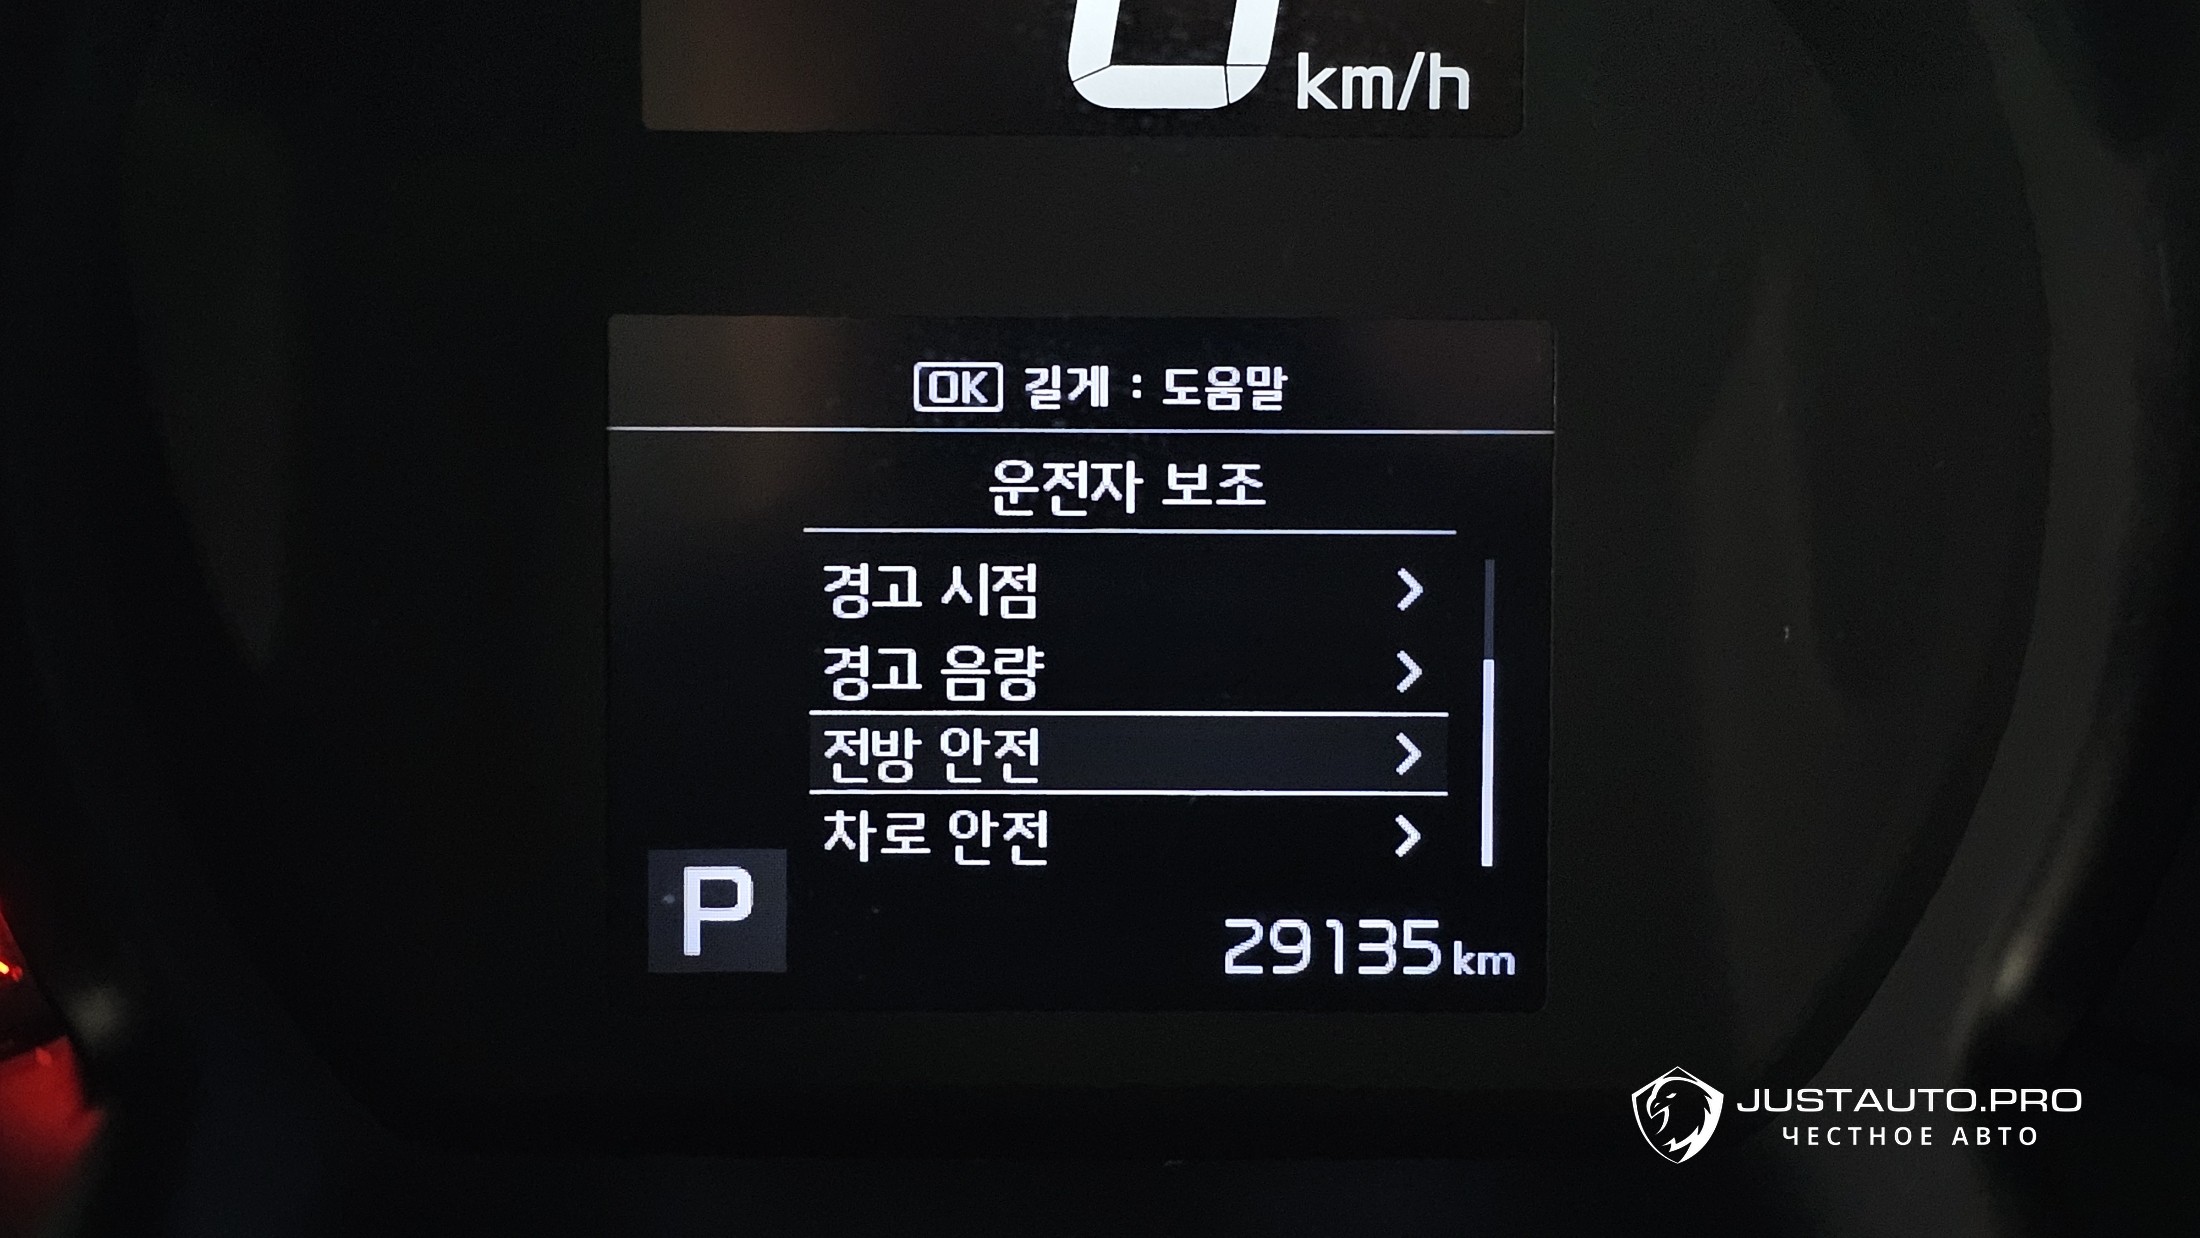 0 km/h
OK 길게 : 도움말
운전자 보조
경고 시점
경고 음량
전방 안전
차로 안전
P
29135 km
JUSTAUTO.PRO
ЧЕСТНОЕ АВТО